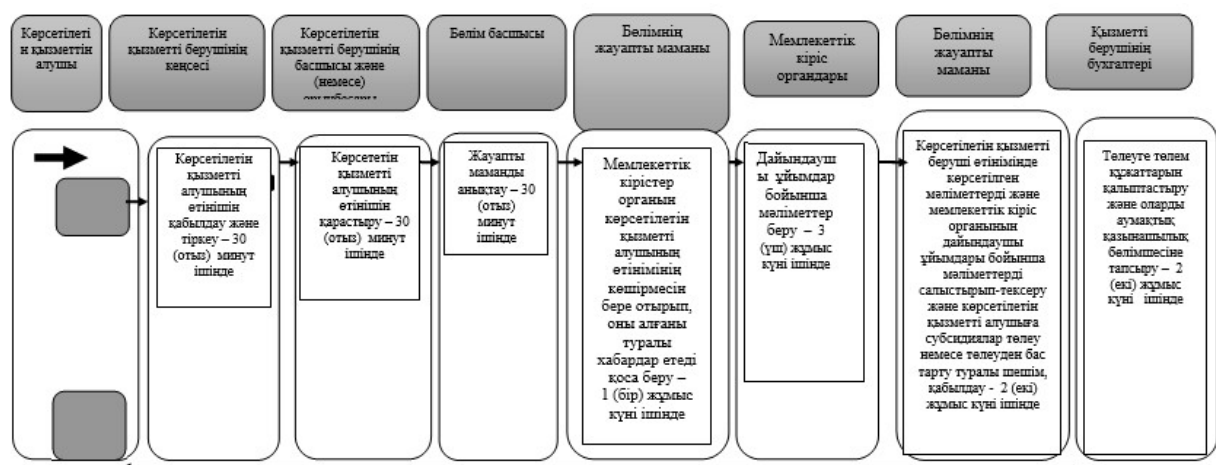 Көрсетілеті
н қызметтін
алушы
Көрсетілетін
қызметті берушінің
кеңсесі
Көрсетілетін
қызметті берушінің
басшысы және
(немесе)
Бөлім басшысы
Бөлімнің
жауапты маманы
Мемлекеттік
кіріс
органдары
Бөлімнің
жауапты
маманы
Қызметті
берушінің
бухгалтері
Көрсетілетін
қызметті
алушының
өтінішін
қабылдау және
тіркеу – 30
(отыз) минут
ішінде
Көрсететін
қызметті
алушының
өтінішін
қарастыру – 30
(отыз) минут
ішінде
Жауапты
маманды
анықтау – 30
(отыз)
минут
ішінде
Мемлекеттік
кірістер
органын
көрсетілетін
қызметті
алушының
өтінімінің
көшірмесін
бере отырып,
оны алғаны
туралы
хабардар етеді
қоса беру –
1 (бір) жұмыс
күні ішінде
Дайындауш
ы ұйымдар
бойынша
мәліметтер
беру – 3
(үш) жұмыс
күні ішінде
Көрсетілетін қызметті
беруші өтінімінде
көрсетілген
мәліметтерді және
мемлекеттік кіріс
органынын
дайындаушы
ұйымдары бойынша
мәліметтерді
салыстырып-тексеру
және көрсетілетін
қызметті алушыға
субсидиялар төлеу
немесе төлеуден бас
тарту туралы шешім,
қабылдау - 2 (екі)
жұмыс күні ішінде
Төлеуге төлем
құжаттарын
қалыптастыру
және оларды
аумақтық
қазынашылық
бөлімшесіне
тапсыру – 2
(екі) жұмыс
күні ішінде